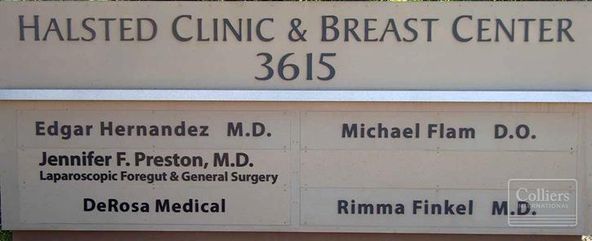 HALSTED CLINIC & BREAST CENTER
3615
Edgar Hernandez M.D.
Michael Flam D.O.
Jennifer F. Preston, M.D.
Laparoscopic Foregut & General Surgery
DeRosa Medical
Rimma Finkel M.D.
Colliers
INTERNATIONAL